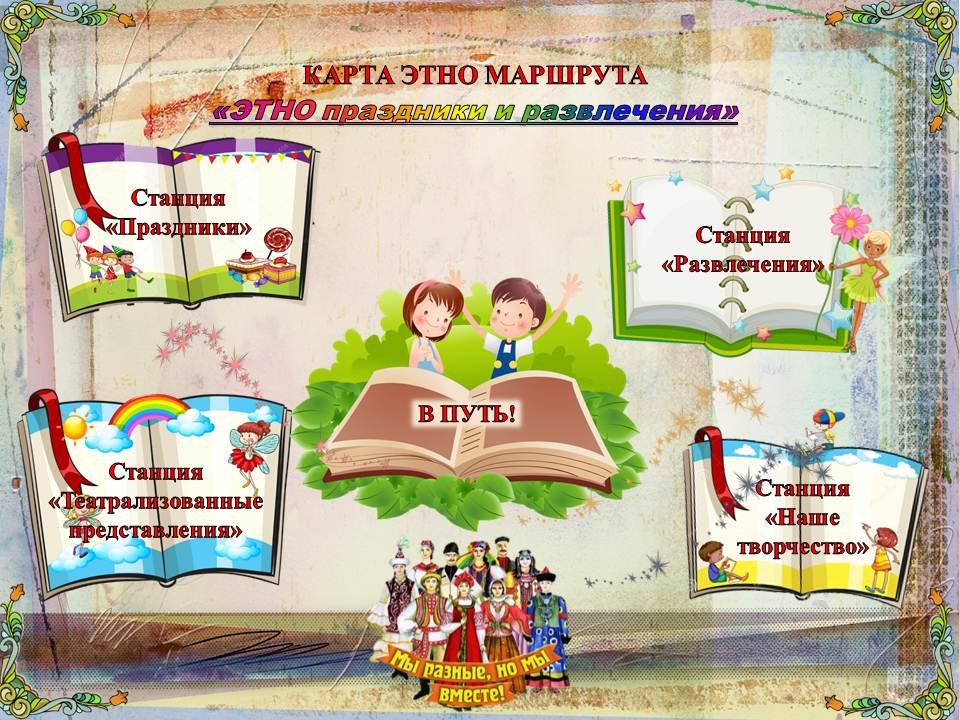 КАРТА ЭТНО МАРШРУТА
«ЭТНО праздники и развлечения»
Станция
«Праздники»
Станция
«Развлечения»
В ПУТЬ!
Станция
«Театрализованные
представления»
Станция
«Наше
творчество»
Мы разные, но мы
вместе!